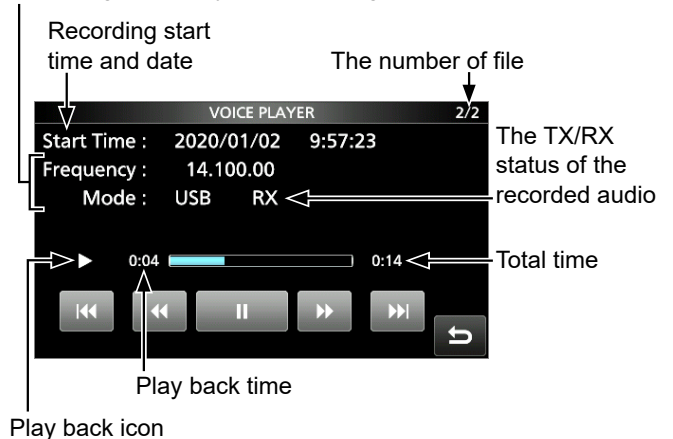 Recording start
time and date
The number of file
VOICE PLAYER 2/2
Start Time : 2020/01/02 9:57:23
Frequency : 14.100.00
Mode : USB RX
The TX/RX
status of the
recorded audio
0:04 0:14
Total time
Play back time
Play back icon